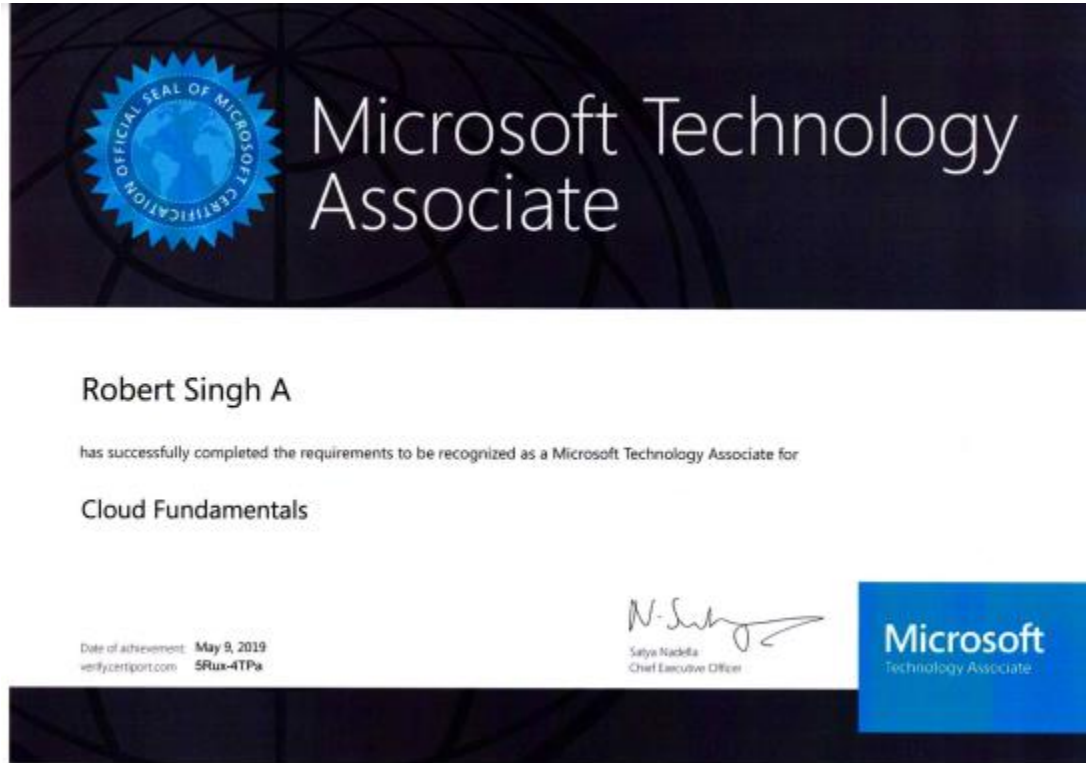 OFFICIAL SEAL OF MICROSOFT CERTIFICATION
Microsoft Technology
Associate
Robert Singh A
has successfully completed the requirements to be recognized as a Microsoft Technology Associate for
Cloud Fundamentals
Date of achievement: May 9, 2019
verify.certiport.com 5Rux-4TPa
Satya Nadella
Chief Executive Officer
Microsoft
Technology Associate